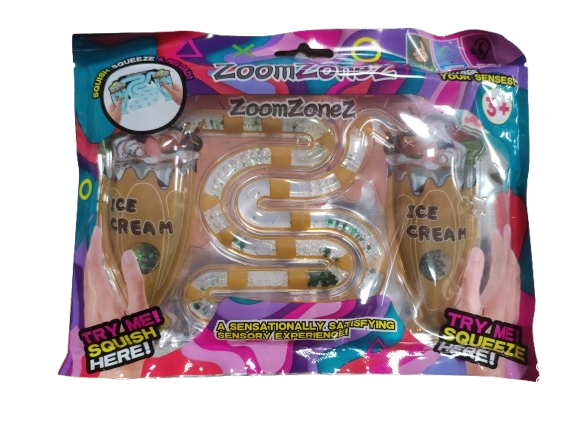 SQUISH SQUEEZE &
ZoomZoneZ
YOUR SENSES!
ZoomZoneZ
ICE
CREAM
ICE
CREAM
TRY ME!
SQUISH
HERE!
A SENSATIONALLY SATISFYING
SENSORY EXPERIENCE!
TRY ME!
SQUEEZE
HERE!